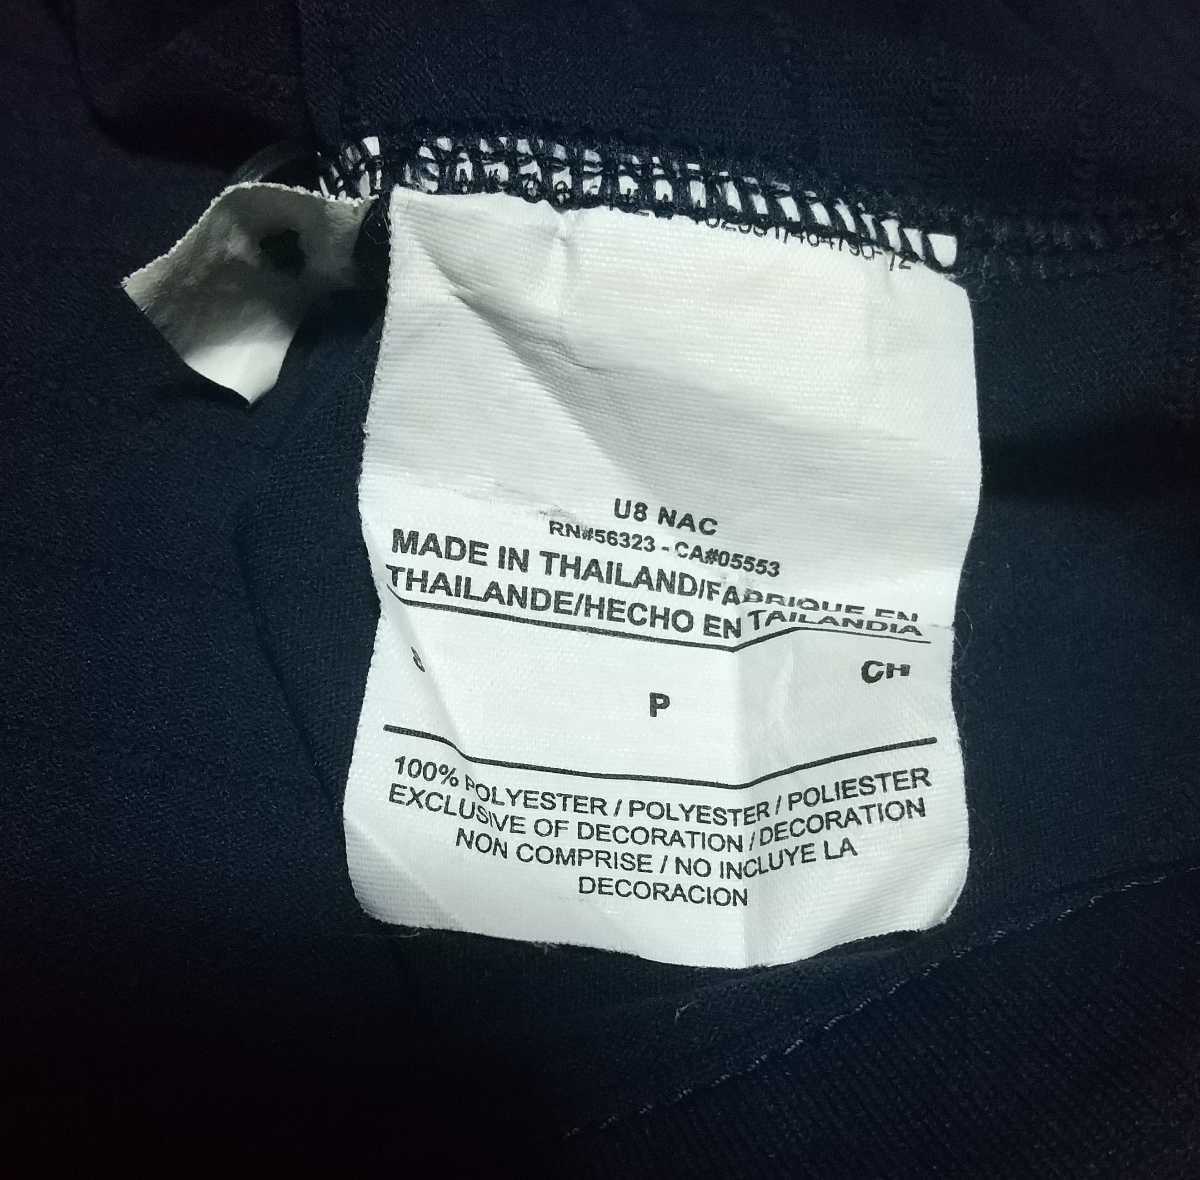 U8 NAC
RN#56323 - CA#05553
MADE IN THAILAND/FABRIQUE EN
THAILANDE/HECHO EN TAILANDIA
S P CH
100% POLYESTER / POLYESTER / POLIESTER
EXCLUSIVE OF DECORATION / DECORATION
NON COMPRISE / NO INCLUYE LA
DECORACION